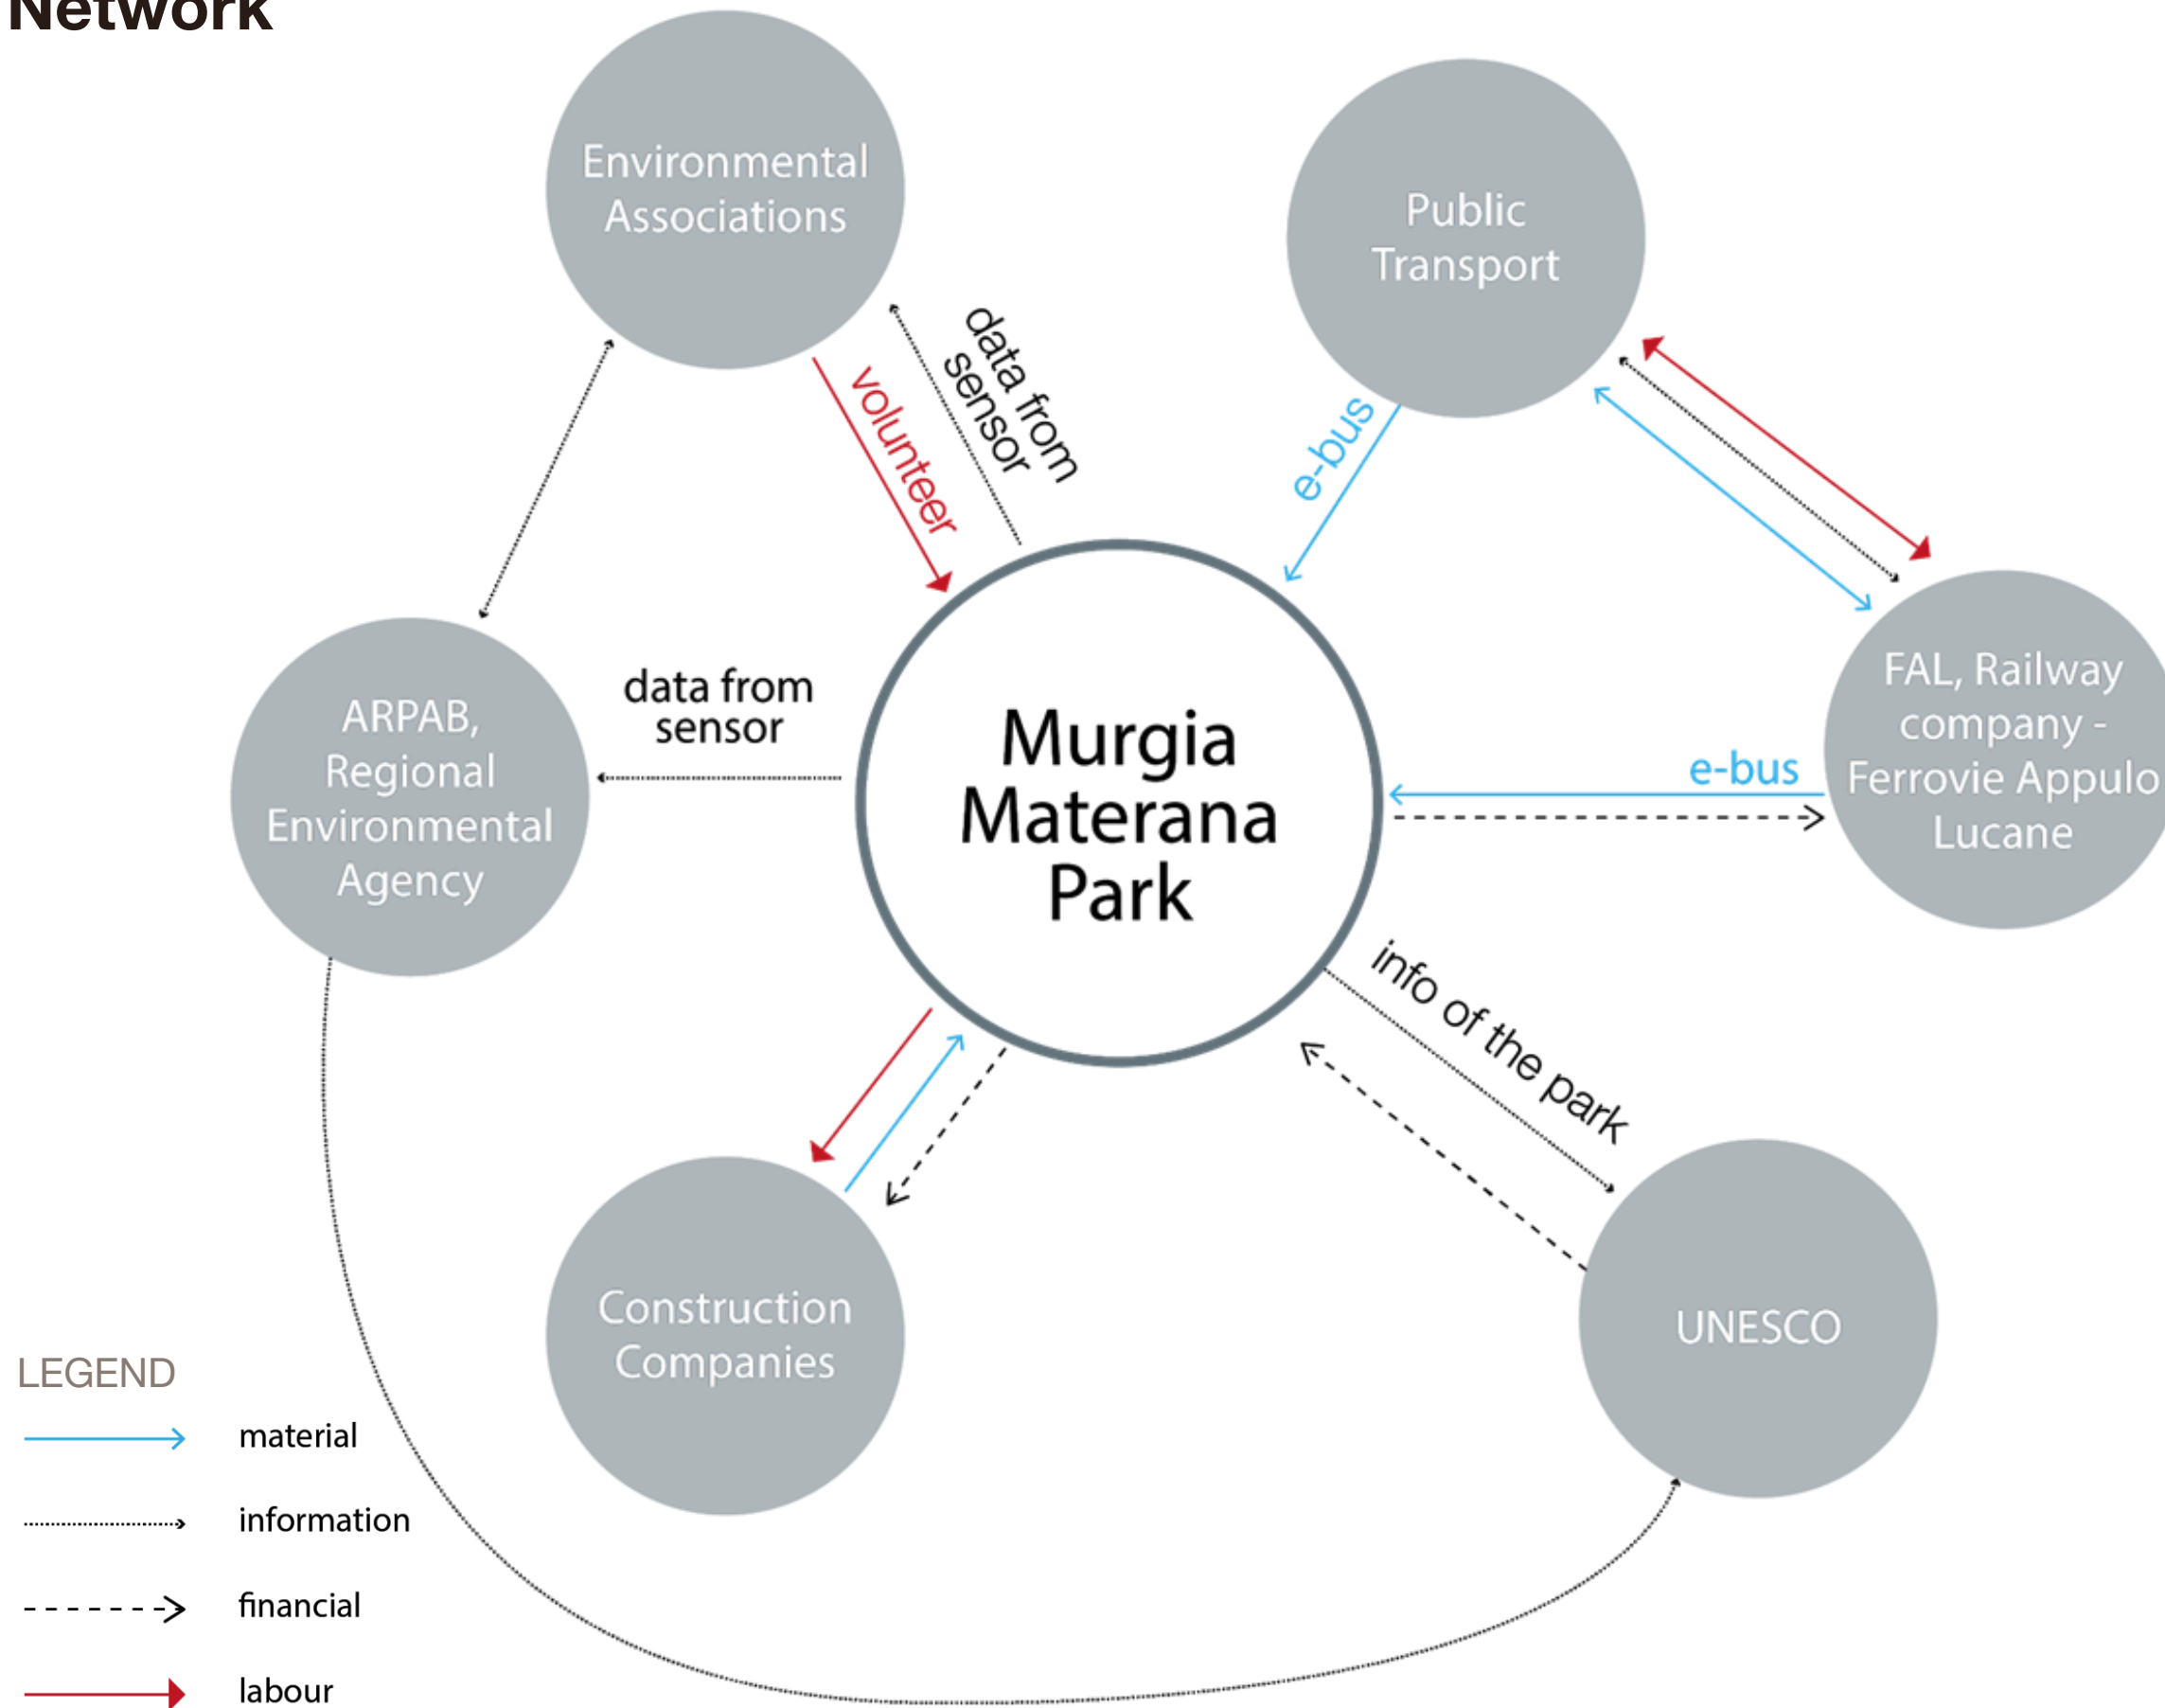 Network
Environmental
Associations
Public
Transport
data from
sensor
volunteer
e-bus
ARPAB,
Regional
Environmental
Agency
data from
sensor
Murgia
Materana
Park
e-bus
FAL, Railway
company -
Ferrovie Appulo
Lucane
info of the park
Construction
Companies
UNESCO
LEGEND
material
information
financial
labour